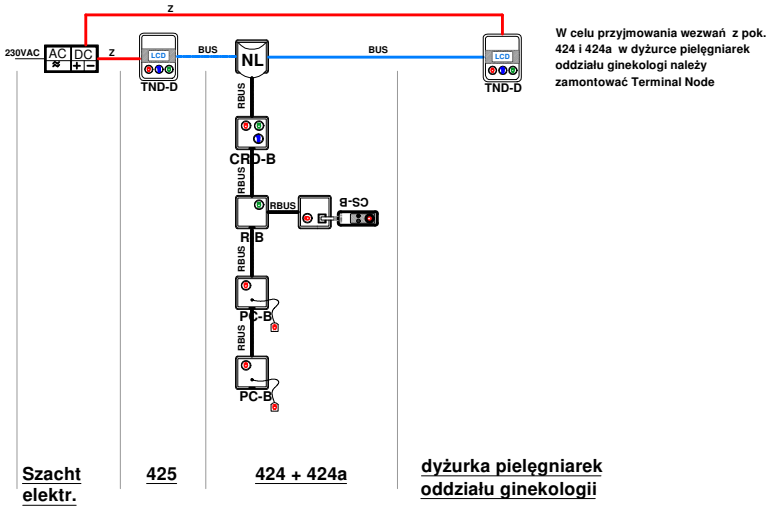 Z
W celu przyjmowania wezwań z pok.
424 i 424a w dyżurce pielęgniarek
oddziału ginekologi należy
zamontować Terminal Node
230VAC
AC DC
Z
LCD
BUS
NL
BUS
LCD
TND-D
TND-D
RBUS
CRD-B
RBUS
RBUS
CS-B
R-B
RBUS
PC-B
RBUS
PC-B
Szacht
elektr.
425
424 + 424a
dyżurka pielęgniarek
oddziału ginekologii